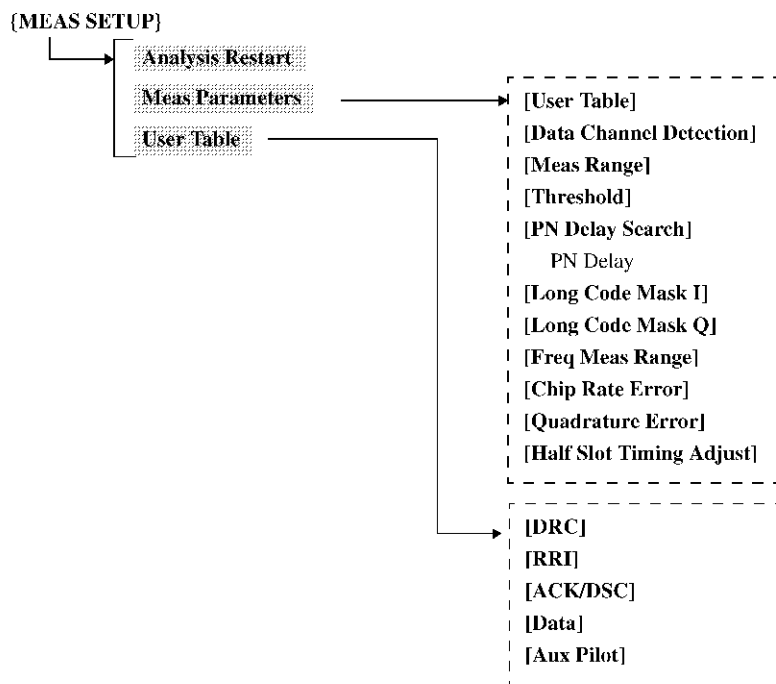 {MEAS SETUP}
Analysis Restart
Meas Parameters
User Table
[User Table]
[Data Channel Detection]
[Meas Range]
[Threshold]
[PN Delay Search]
PN Delay
[Long Code Mask I]
[Long Code Mask Q]
[Freq Meas Range]
[Chip Rate Error]
[Quadrature Error]
[Half Slot Timing Adjust]
[DRC]
[RRI]
[ACK/DSC]
[Data]
[Aux Pilot]